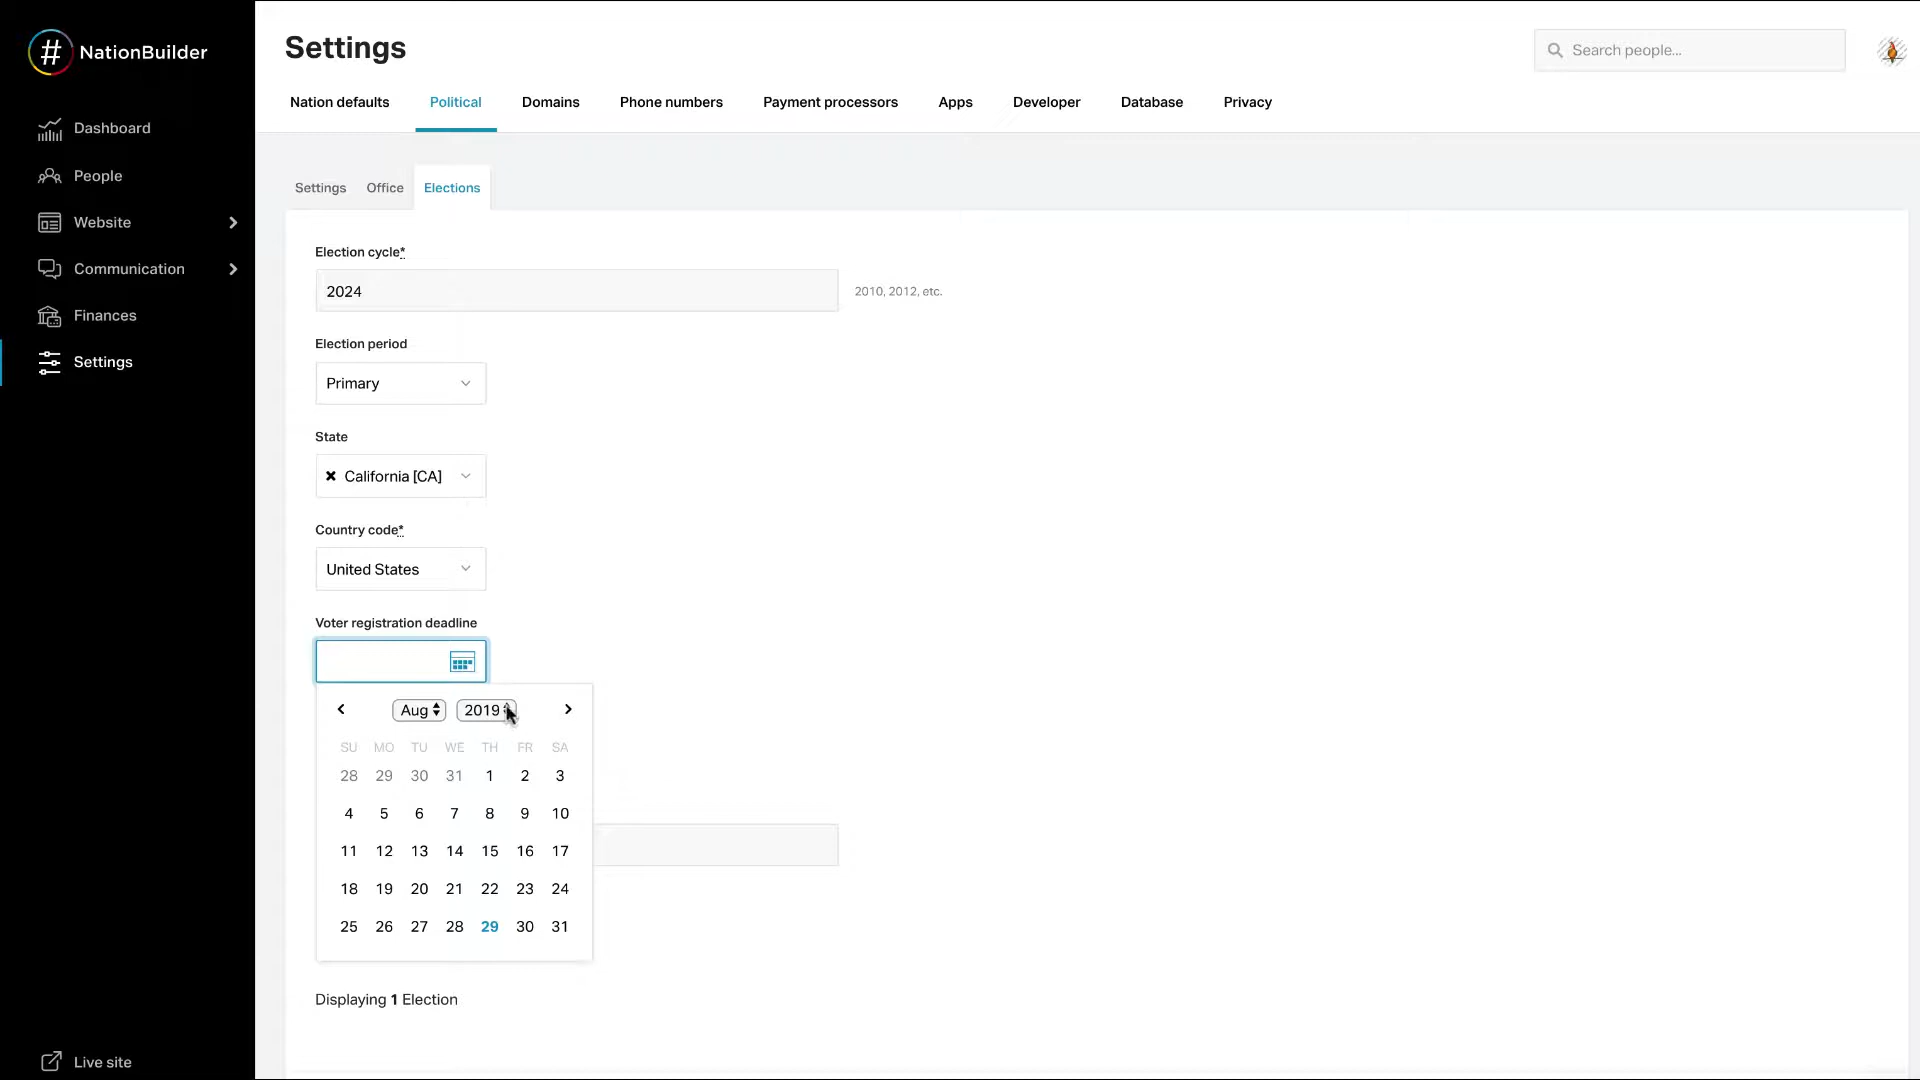 # NationBuilder
Dashboard
People
Website
Communication
Finances
Settings
Live site
Settings
Search people...
Nation defaults
Political
Domains
Phone numbers
Payment processors
Apps
Developer
Database
Privacy
Settings
Office
Elections
Election cycle*
2024
2010, 2012, etc.
Election period
Primary
State
× California [CA]
Country code*
United States
Voter registration deadline
Aug 2019
SU MO TU WE TH FR SA
28 29 30 31 1 2 3
4 5 6 7 8 9 10
11 12 13 14 15 16 17
18 19 20 21 22 23 24
25 26 27 28 29 30 31
Displaying 1 Election